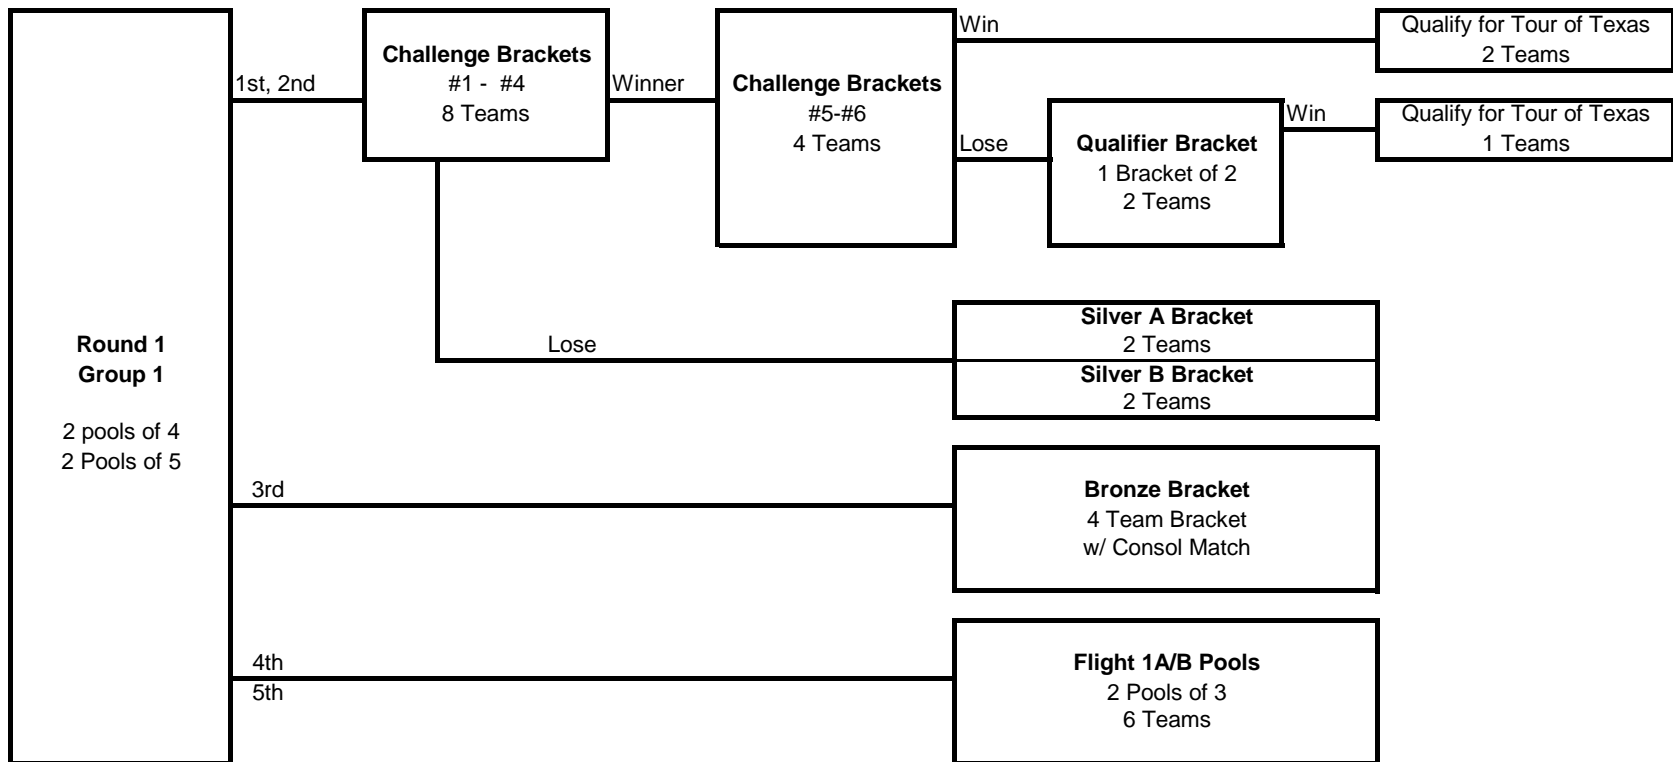 Round 1
Group 1
2 pools of 4
2 Pools of 5
1st, 2nd
Challenge Brackets
#1 - #4
8 Teams
Winner
Challenge Brackets
#5-#6
4 Teams
Win
Qualify for Tour of Texas
2 Teams
Lose
Qualifier Bracket
1 Bracket of 2
2 Teams
Win
Qualify for Tour of Texas
1 Teams
Lose
Silver A Bracket
2 Teams
Silver B Bracket
2 Teams
3rd
Bronze Bracket
4 Team Bracket
w/ Consol Match
4th
5th
Flight 1A/B Pools
2 Pools of 3
6 Teams